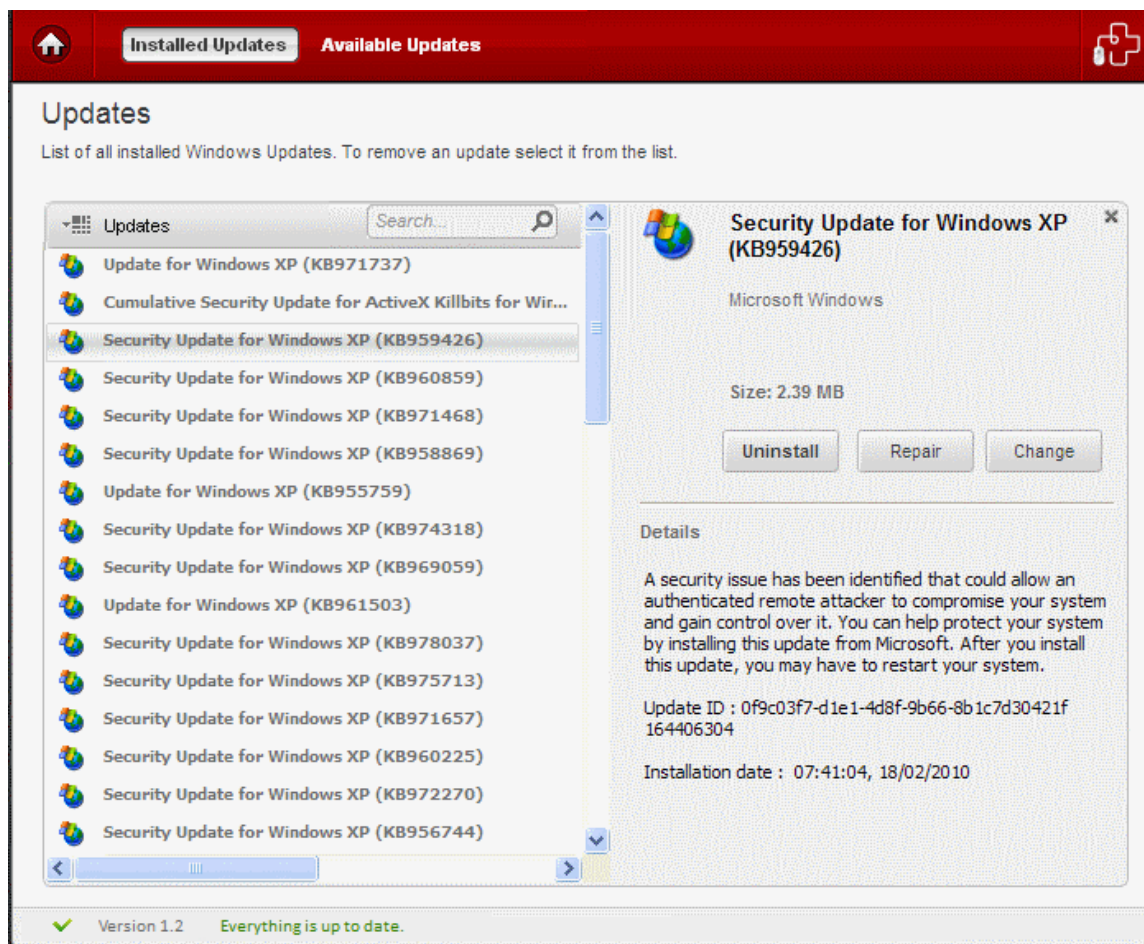 Installed Updates Available Updates
Updates
List of all installed Windows Updates. To remove an update select it from the list.
Updates
Search...
Update for Windows XP (KB971737)
Cumulative Security Update for ActiveX Killbits for Wir...
Security Update for Windows XP (KB959426)
Security Update for Windows XP (KB960859)
Security Update for Windows XP (KB971468)
Security Update for Windows XP (KB958869)
Update for Windows XP (KB955759)
Security Update for Windows XP (KB974318)
Security Update for Windows XP (KB969059)
Update for Windows XP (KB961503)
Security Update for Windows XP (KB978037)
Security Update for Windows XP (KB975713)
Security Update for Windows XP (KB971657)
Security Update for Windows XP (KB960225)
Security Update for Windows XP (KB972270)
Security Update for Windows XP (KB956744)
Security Update for Windows XP
(KB959426)
Microsoft Windows
Size: 2.39 MB
Uninstall Repair Change
Details
A security issue has been identified that could allow an
authenticated remote attacker to compromise your system
and gain control over it. You can help protect your system
by installing this update from Microsoft. After you install
this update, you may have to restart your system.
Update ID : 0f9c03f7-d1e1-4d8f-9b66-8b1c7d30421f
164406304
Installation date : 07:41:04, 18/02/2010
Version 1.2 Everything is up to date.